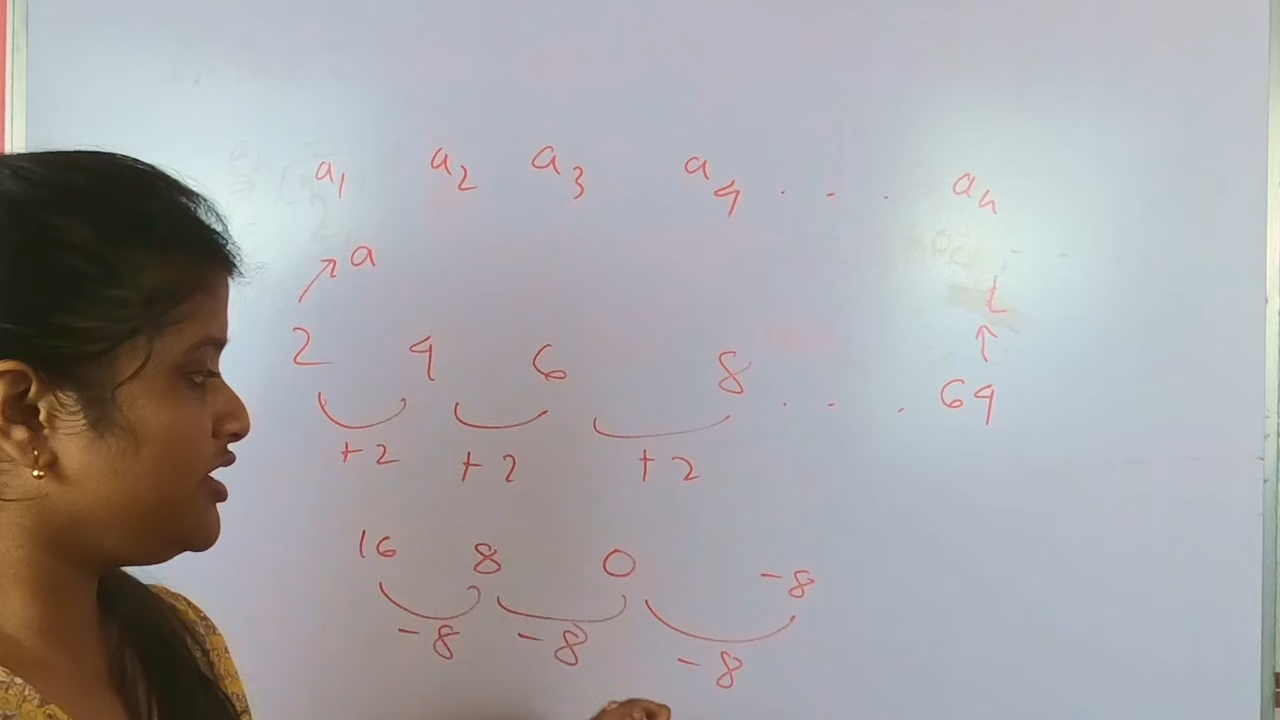 a1 a2 a3 a4 . . . an
↗ a
l
↑
2 4 6 8 . . . 64
+2 +2 +2
16 8 0 -8
-8 -8 -8